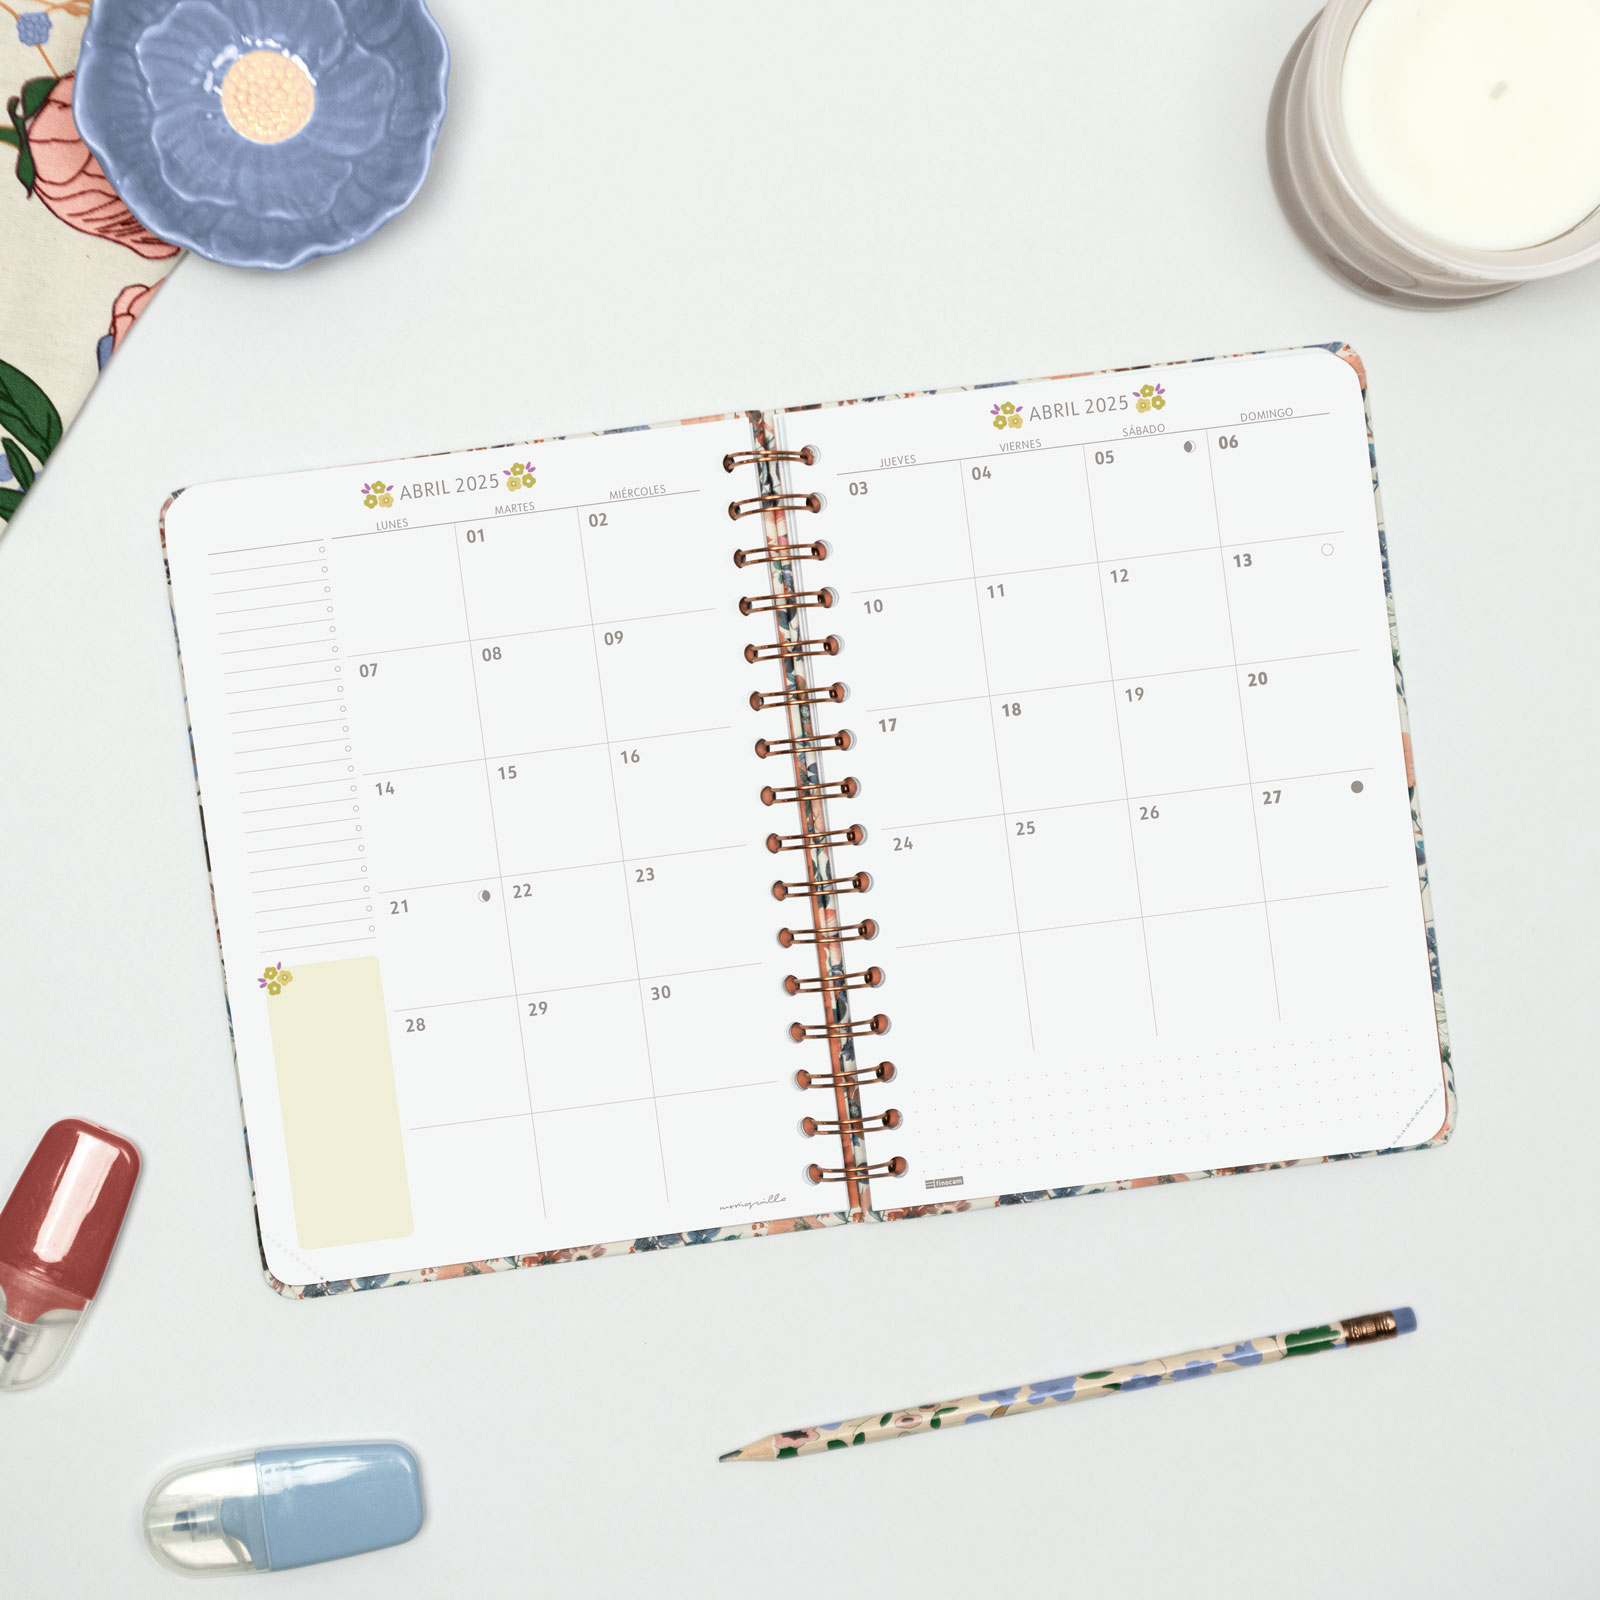 ABRIL 2025
LUNES MARTES MIÉRCOLES
01 02
07 08 09
14 15 16
21 22 23
28 29 30
moniquilla
ABRIL 2025
JUEVES VIERNES SÁBADO DOMINGO
03 04 05 06
10 11 12 13
17 18 19 20
24 25 26 27
finocam